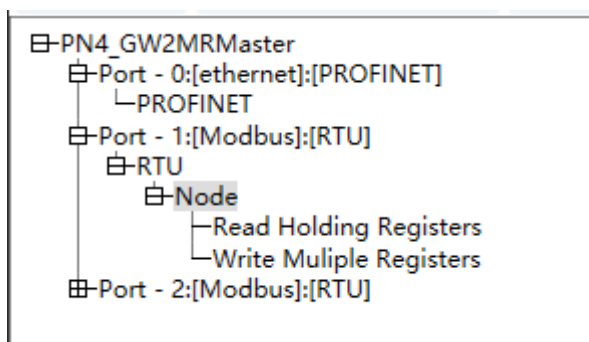 PN4_GW2MRMaster
Port - 0:[ethernet]:[PROFINET]
PROFINET
Port - 1:[Modbus]:[RTU]
RTU
Node
Read Holding Registers
Write Muliple Registers
Port - 2:[Modbus]:[RTU]